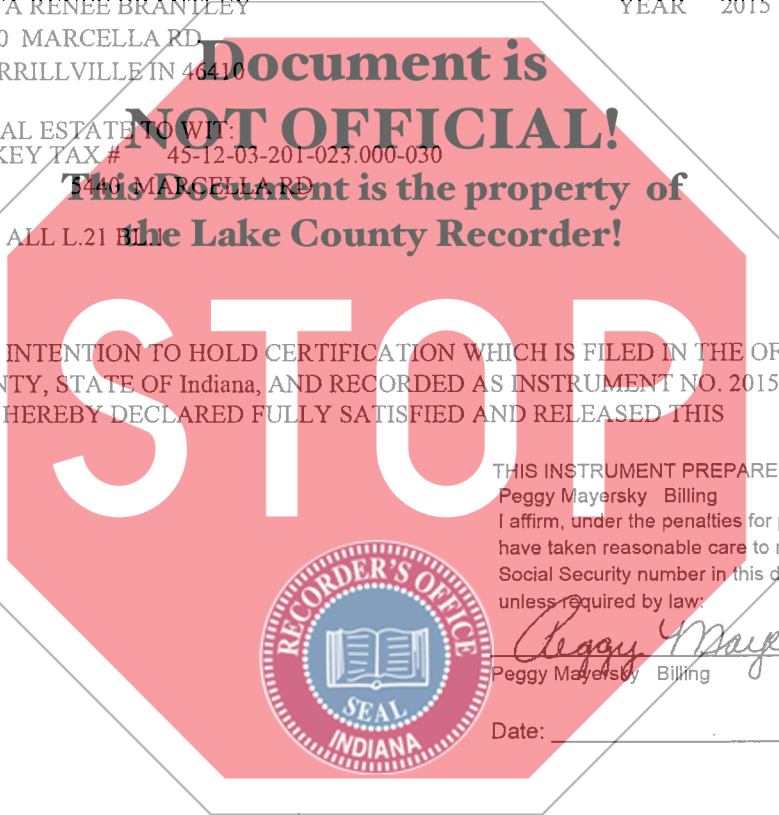 A RENEE BRANTLEY YEAR 2015
0 MARCELLA RD
RRILLVILLE IN 46410
Document is
NOT OFFICIAL!
This Document is the property of
the Lake County Recorder!
AL ESTATE TO WIT:
KEY TAX # 45-12-03-201-023.000-030
5440 MARCELLA RD
ALL L.21 BL.1
STOP
INTENTION TO HOLD CERTIFICATION WHICH IS FILED IN THE OF
NTY, STATE OF Indiana, AND RECORDED AS INSTRUMENT NO. 2015
HEREBY DECLARED FULLY SATISFIED AND RELEASED THIS
THIS INSTRUMENT PREPARE
Peggy Mayersky Billing
I affirm, under the penalties for p
have taken reasonable care to r
Social Security number in this d
unless required by law:
Peggy Maye
Peggy Mayersky Billing
Date:
RECORDER'S OFFICE
SEAL
INDIANA